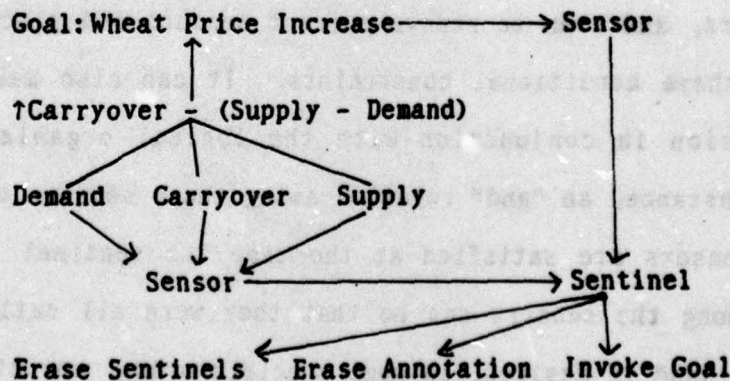 Goal: Wheat Price Increase Sensor
↑Carryover - (Supply - Demand)
Demand Carryover Supply
Sensor Sentinel
Erase Sentinels Erase Annotation Invoke Goal